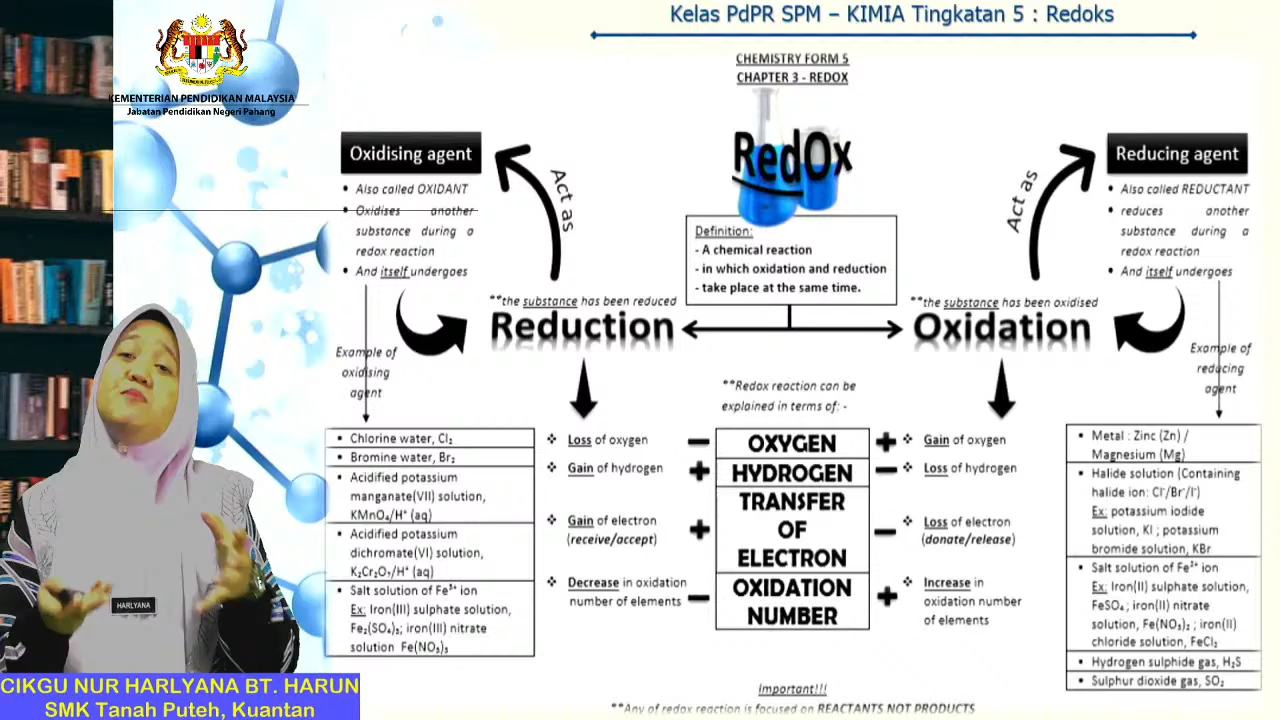 Kelas PdPR SPM – KIMIA Tingkatan 5 : Redoks
KEMENTERIAN PENDIDIKAN MALAYSIA
Jabatan Pendidikan Negeri Pahang
CHEMISTRY FORM 5
CHAPTER 3 - REDOX
RedOx
Oxidising agent
• Also called OXIDANT
• Oxidises another
substance during a
redox reaction
• And itself undergoes
Act as
Definition:
- A chemical reaction
- in which oxidation and reduction
- take place at the same time.
Act as
Reducing agent
• Also called REDUCTANT
• reduces another
substance during a
redox reaction
• And itself undergoes
**the substance has been reduced
Reduction
**the substance has been oxidised
Oxidation
Example of
oxidising
agent
Example of
reducing
agent
**Redox reaction can be
explained in terms of: -
▪ Chlorine water, Cl₂
▪ Bromine water, Br₂
▪ Acidified potassium
manganate(VII) solution,
KMnO₄/H⁺ (aq)
▪ Acidified potassium
dichromate(VI) solution,
K₂Cr₂O₇/H⁺ (aq)
▪ Salt solution of Fe³⁺ ion
Ex: Iron(III) sulphate solution,
Fe₂(SO₄)₃; iron(III) nitrate
solution Fe(NO₃)₃
❖ Loss of oxygen
❖ Gain of hydrogen
❖ Gain of electron
(receive/accept)
❖ Decrease in oxidation
number of elements
− OXYGEN +
+ HYDROGEN −
TRANSFER
+ OF −
ELECTRON
OXIDATION
− NUMBER +
❖ Gain of oxygen
❖ Loss of hydrogen
❖ Loss of electron
(donate/release)
❖ Increase in
oxidation number
of elements
▪ Metal : Zinc (Zn) /
Magnesium (Mg)
▪ Halide solution (Containing
halide ion: Cl⁻/Br⁻/I⁻)
Ex: potassium iodide
solution, KI ; potassium
bromide solution, KBr
▪ Salt solution of Fe²⁺ ion
Ex: Iron(II) sulphate solution,
FeSO₄ ; iron(II) nitrate
solution, Fe(NO₃)₂ ; iron(II)
chloride solution, FeCl₂
▪ Hydrogen sulphide gas, H₂S
▪ Sulphur dioxide gas, SO₂
Important!!!
**Any of redox reaction is focused on REACTANTS NOT PRODUCTS
HARLYANA
CIKGU NUR HARLYANA BT. HARUN
SMK Tanah Puteh, Kuantan